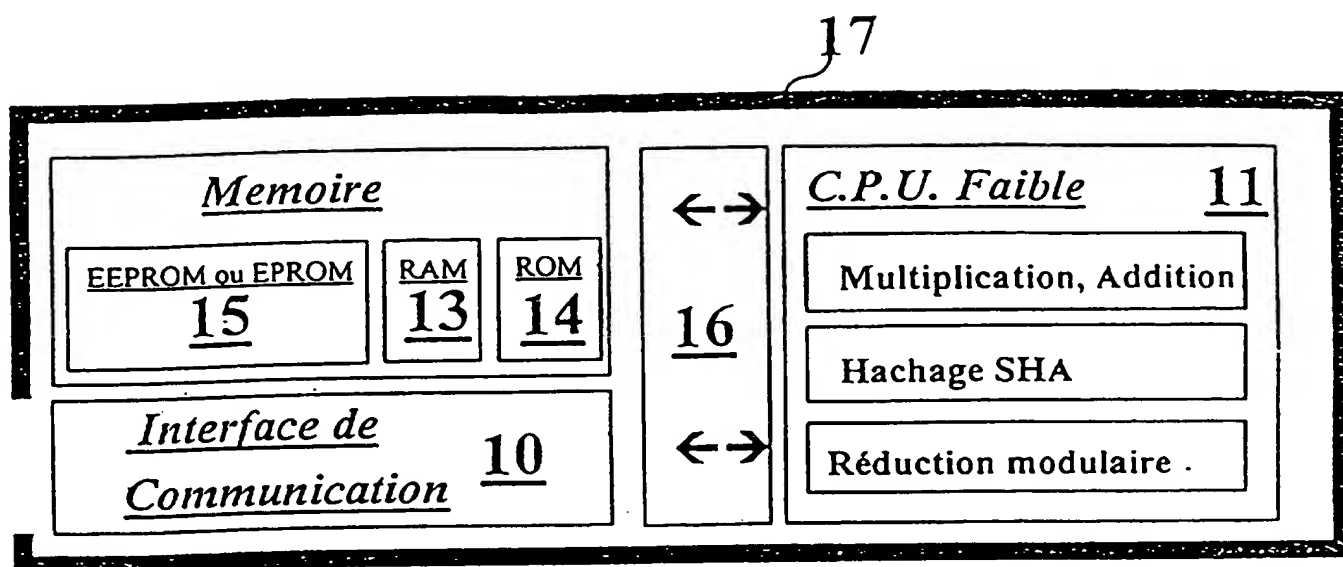 17
Memoire
EEPROM ou EPROM
15
RAM
13
ROM
14
Interface de
Communication
10
16
C.P.U. Faible
11
Multiplication, Addition
Hachage SHA
Réduction modulaire .